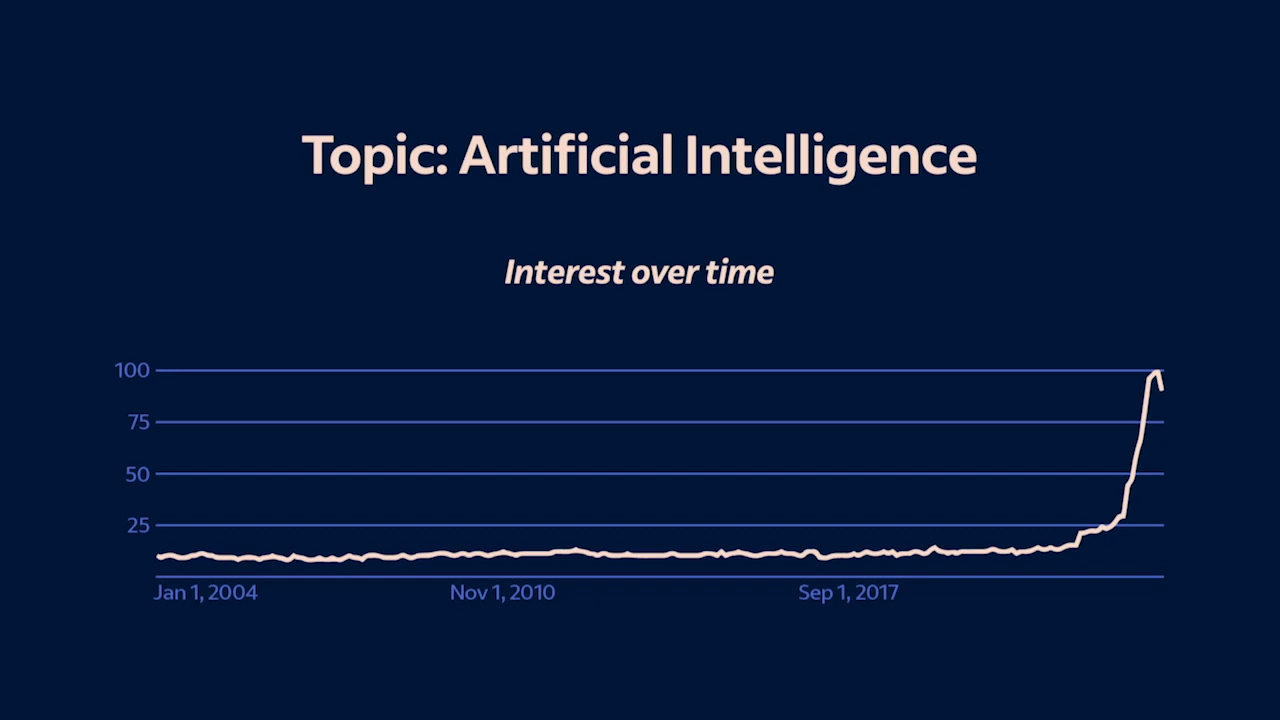 Topic: Artificial Intelligence
Interest over time
100
75
50
25
Jan 1, 2004
Nov 1, 2010
Sep 1, 2017